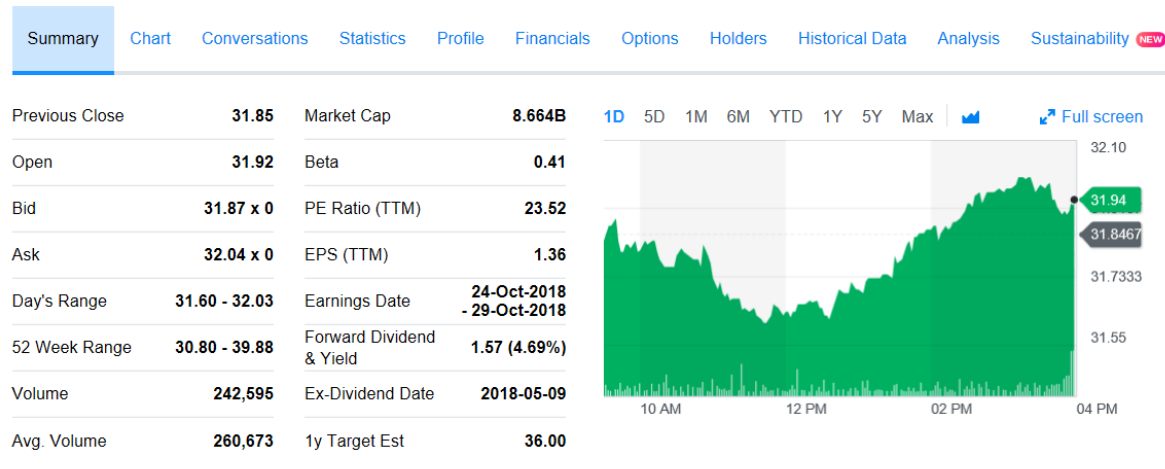 Summary Chart Conversations Statistics Profile Financials Options Holders Historical Data Analysis Sustainability NEW
Previous Close 31.85
Open 31.92
Bid 31.87 x 0
Ask 32.04 x 0
Day's Range 31.60 - 32.03
52 Week Range 30.80 - 39.88
Volume 242,595
Avg. Volume 260,673
Market Cap 8.664B
Beta 0.41
PE Ratio (TTM) 23.52
EPS (TTM) 1.36
Earnings Date 24-Oct-2018
- 29-Oct-2018
Forward Dividend
& Yield 1.57 (4.69%)
Ex-Dividend Date 2018-05-09
1y Target Est 36.00
1D 5D 1M 6M YTD 1Y 5Y Max Full screen
32.10
31.94
31.8467
31.7333
31.55
10 AM 12 PM 02 PM 04 PM